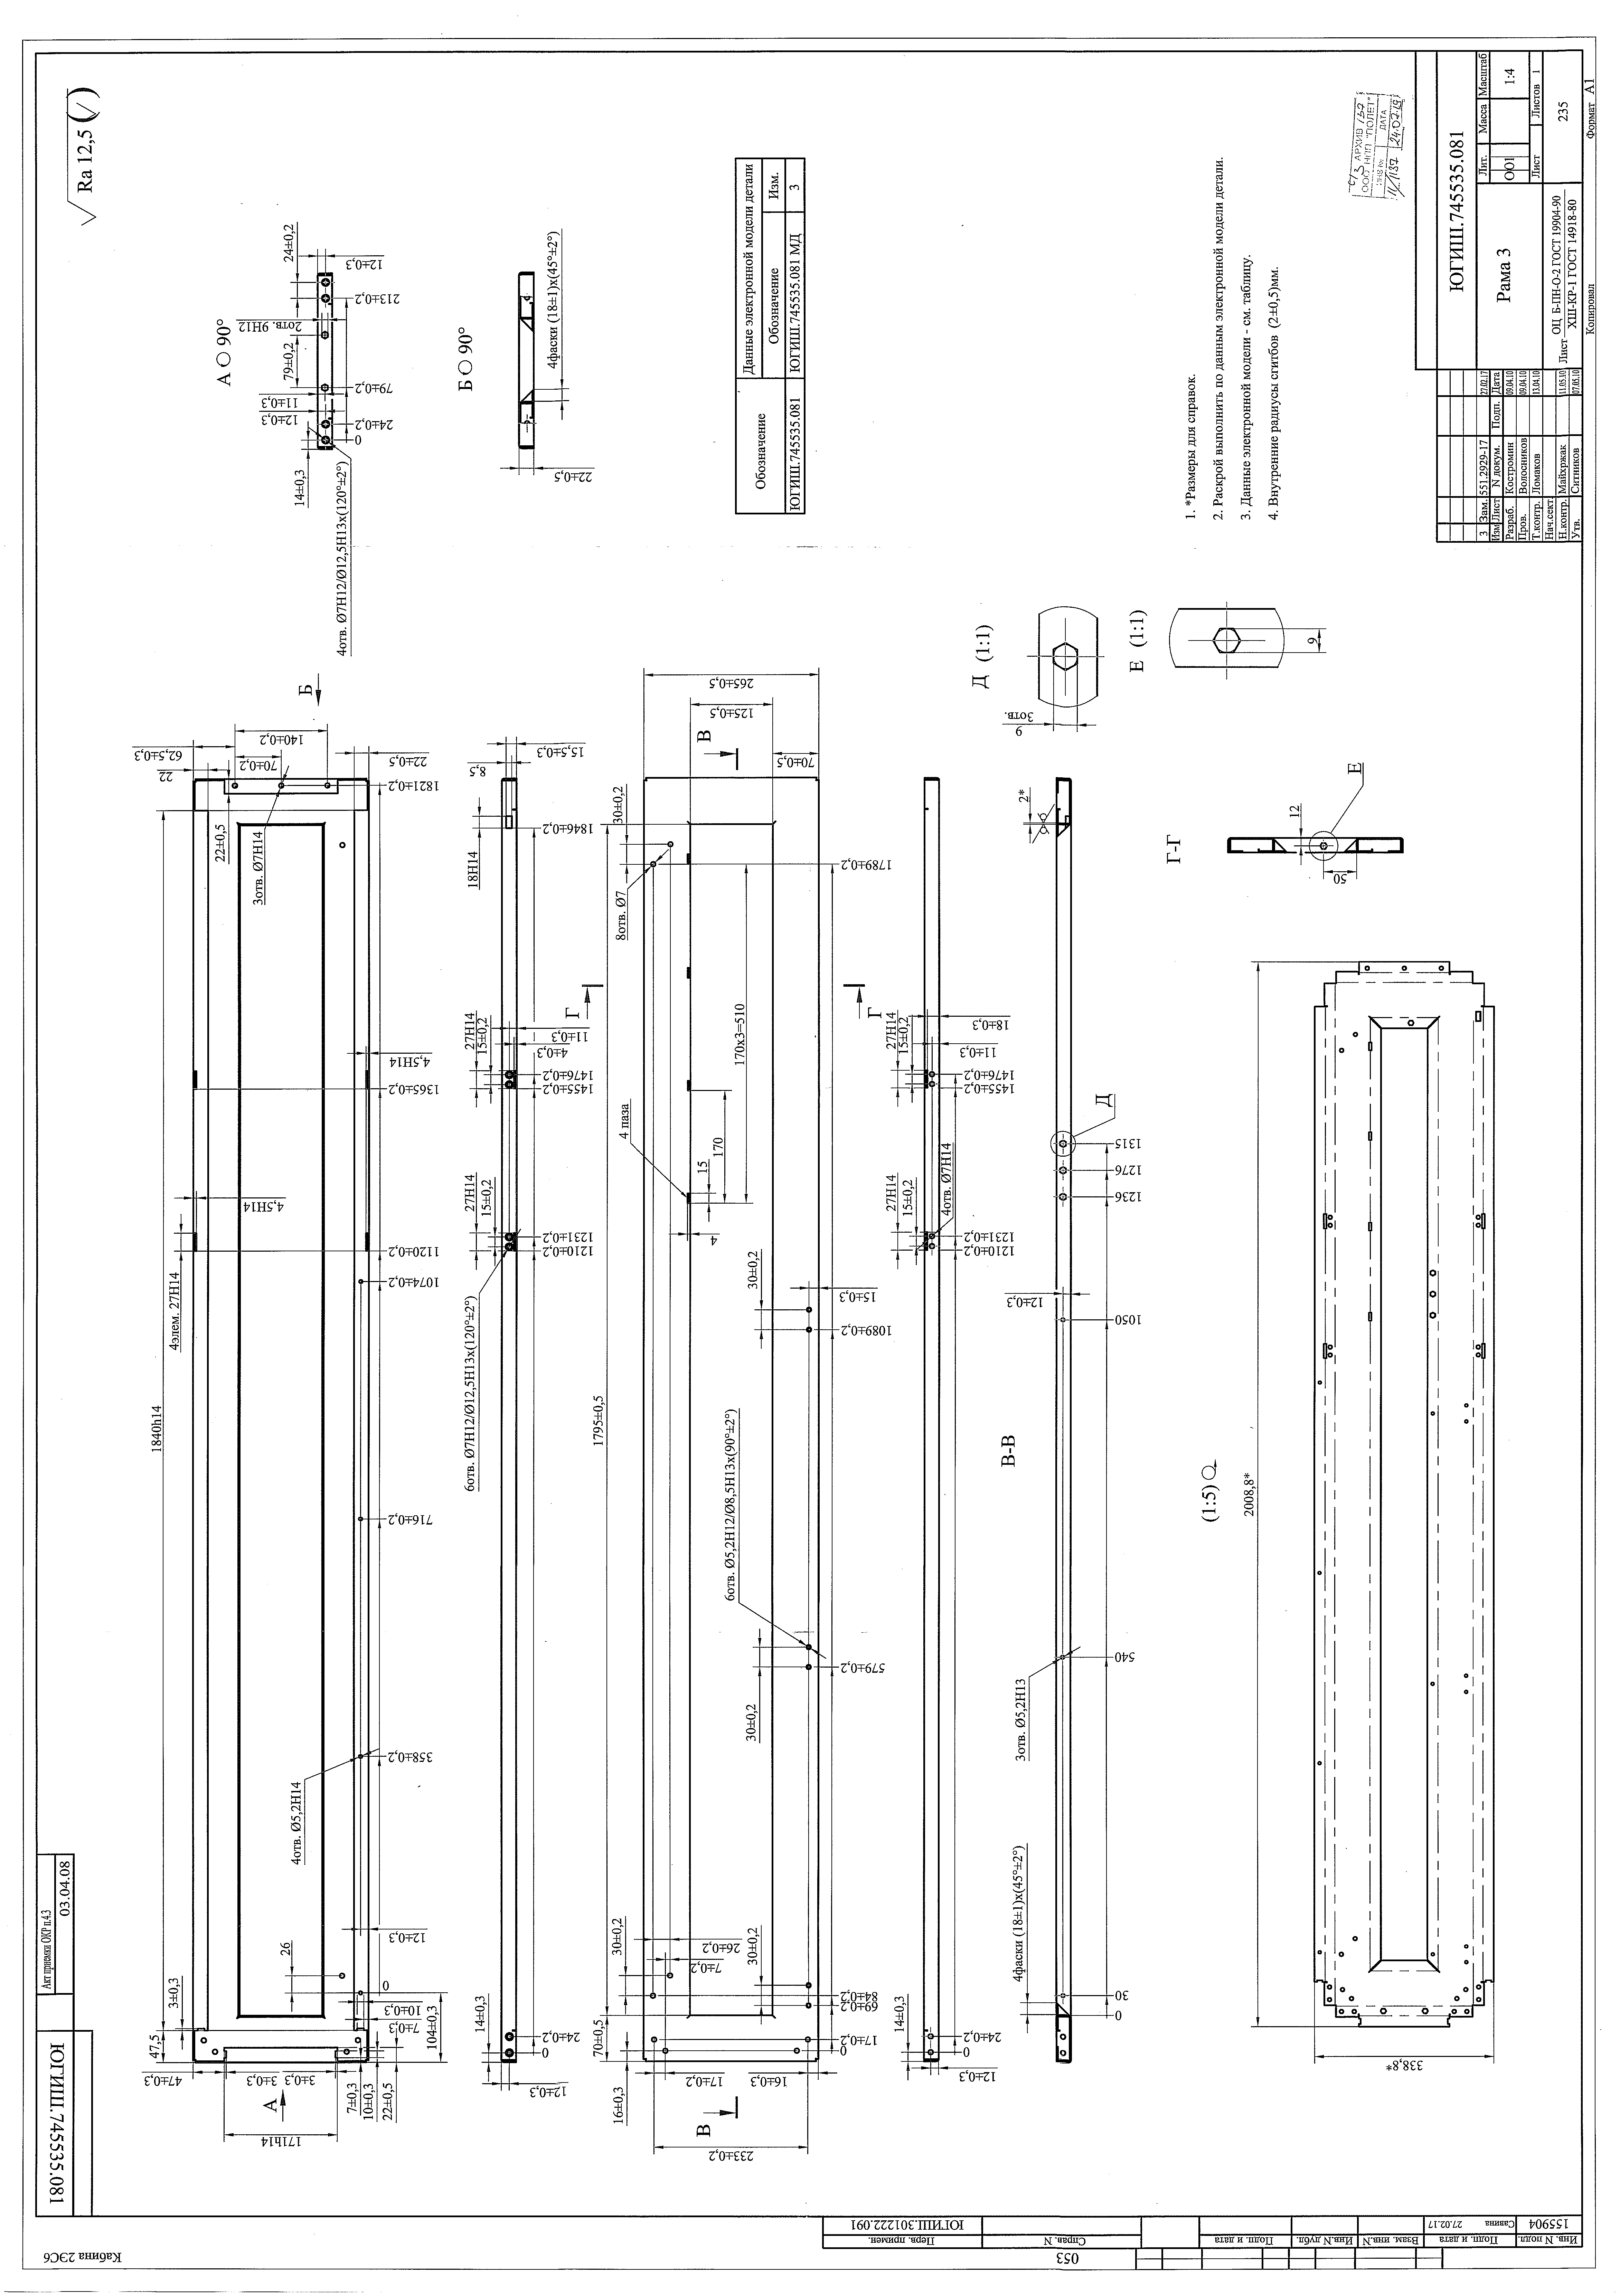 ЮГИШ.745535.081
Акт приемки ОКР п.4.3
03.04.08
Ra 12,5 (√)
1840h14
47,5
3±0,3
26
4отв. Ø5,2H14
4элем. 27H14
4,5H14
4,5H14
3отв. Ø7H14
22±0,5
22
62,5±0,3
70±0,2
140±0,2
22±0,5
Б
0
358±0,2
716±0,2
1074±0,2
1120±0,2
1365±0,2
1821±0,2
12±0,3
10±0,3
7±0,3
104±0,3
47±0,3
3±0,3
3±0,3
171h14
А
7±0,3
10±0,3
22±0,5
А 90°
14±0,3
4отв. Ø7H12/Ø12,5H13x(120°±2°)
0
24±0,2
79±0,2
213±0,2
12±0,3
11±0,3
79±0,2
2отв. 9H12
24±0,2
12±0,3
Б 90°
22±0,5
4фаски (18±1)x(45°±2°)
14±0,3
12±0,3
0
24±0,2
6отв. Ø7H12/Ø12,5H13x(120°±2°)
27H14
15±0,2
1210±0,2
1231±0,2
27H14
15±0,2
1455±0,2
1476±0,2
4±0,3
11±0,3
18H14
1846±0,2
8,5
15,5±0,3
1795±0,5
70±0,5
16±0,3
233±0,2
17±0,2
16±0,3
0
17±0,2
69±0,2
84±0,2
30±0,2
26±0,2
7±0,2
30±0,2
30±0,2
579±0,2
6отв. Ø5,2H12/Ø8,5H13x(90°±2°)
30±0,2
1089±0,2
15±0,3
4
4 паза
15
170
170x3=510
1789±0,2
8отв. Ø7
30±0,2
70±0,5
125±0,5
265±0,5
В
В
Г
Г
14±0,3
12±0,3
0
24±0,2
27H14
15±0,2
1210±0,2
1231±0,2
4отв. Ø7H14
27H14
15±0,2
1455±0,2
1476±0,2
11±0,3
18±0,3
В-В
4фаски (18±1)x(45°±2°)
0
30
540
3отв. Ø5,2H13
1050
12±0,3
1236
1276
1315
Д
2*
Д (1:1)
3отв.
9
Е (1:1)
9
Г-Г
12
50
Е
(1:5)
2008,8*
338,8*
Обозначение
Данные электронной модели детали
Обозначение
Изм.
ЮГИШ.745535.081
ЮГИШ.745535.081 МД
3
1. *Размеры для справок.
2. Раскрой выполнить по данным электронной модели детали.
3. Данные электронной модели - см. таблицу.
4. Внутренние радиусы сгибов (2±0,5)мм.
АРХИВ
ООО НПП "ПОЛЕТ"
ИНВ № ДАТА
11/1137 24.07.19
ЮГИШ.745535.081
Рама 3
Лит. Масса Масштаб
О01 1:4
Лист Листов 1
Лист ОЦ Б-ПН-О-2 ГОСТ 19904-90
ХШ-КР-1 ГОСТ 14918-80
235
3 Зам. 551.2929-17 27.02.17
Изм Лист N докум. Подп. Дата
Разраб. Костромин 09.04.10
Пров. Волосников 09.04.10
Т.контр. Ломаков 13.04.10
Нач.сект.
Н.контр. Майхржак 11.05.10
Утв. Ситников 07.05.10
Копировал
Формат А1
Кабина 2ЭС6
Перв. примен.
ЮГИШ.301222.091
Справ. N
053
Подп. и дата
Инв.N дубл.
Взам. инв.N
Подп. и дата
Савина 27.02.17
Инв. N подл.
155904